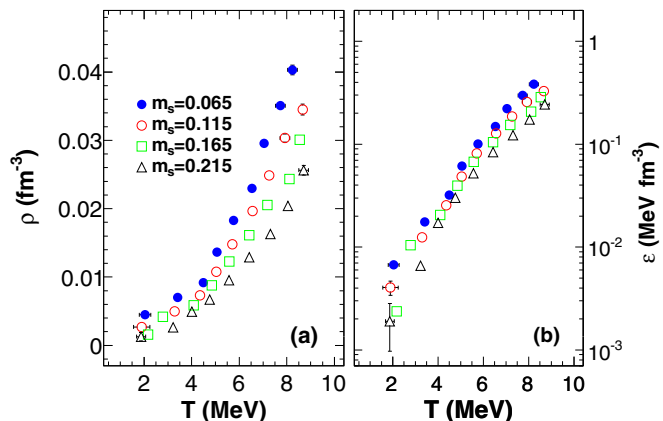 0.04
0.03
0.02
0.01
0
ρ (fm⁻³)
mₛ=0.065
mₛ=0.115
mₛ=0.165
mₛ=0.215
(a)
2 4 6 8 10
T (MeV)
(b)
2 4 6 8 10
T (MeV)
1
10⁻¹
10⁻²
10⁻³
ε (MeV fm⁻³)